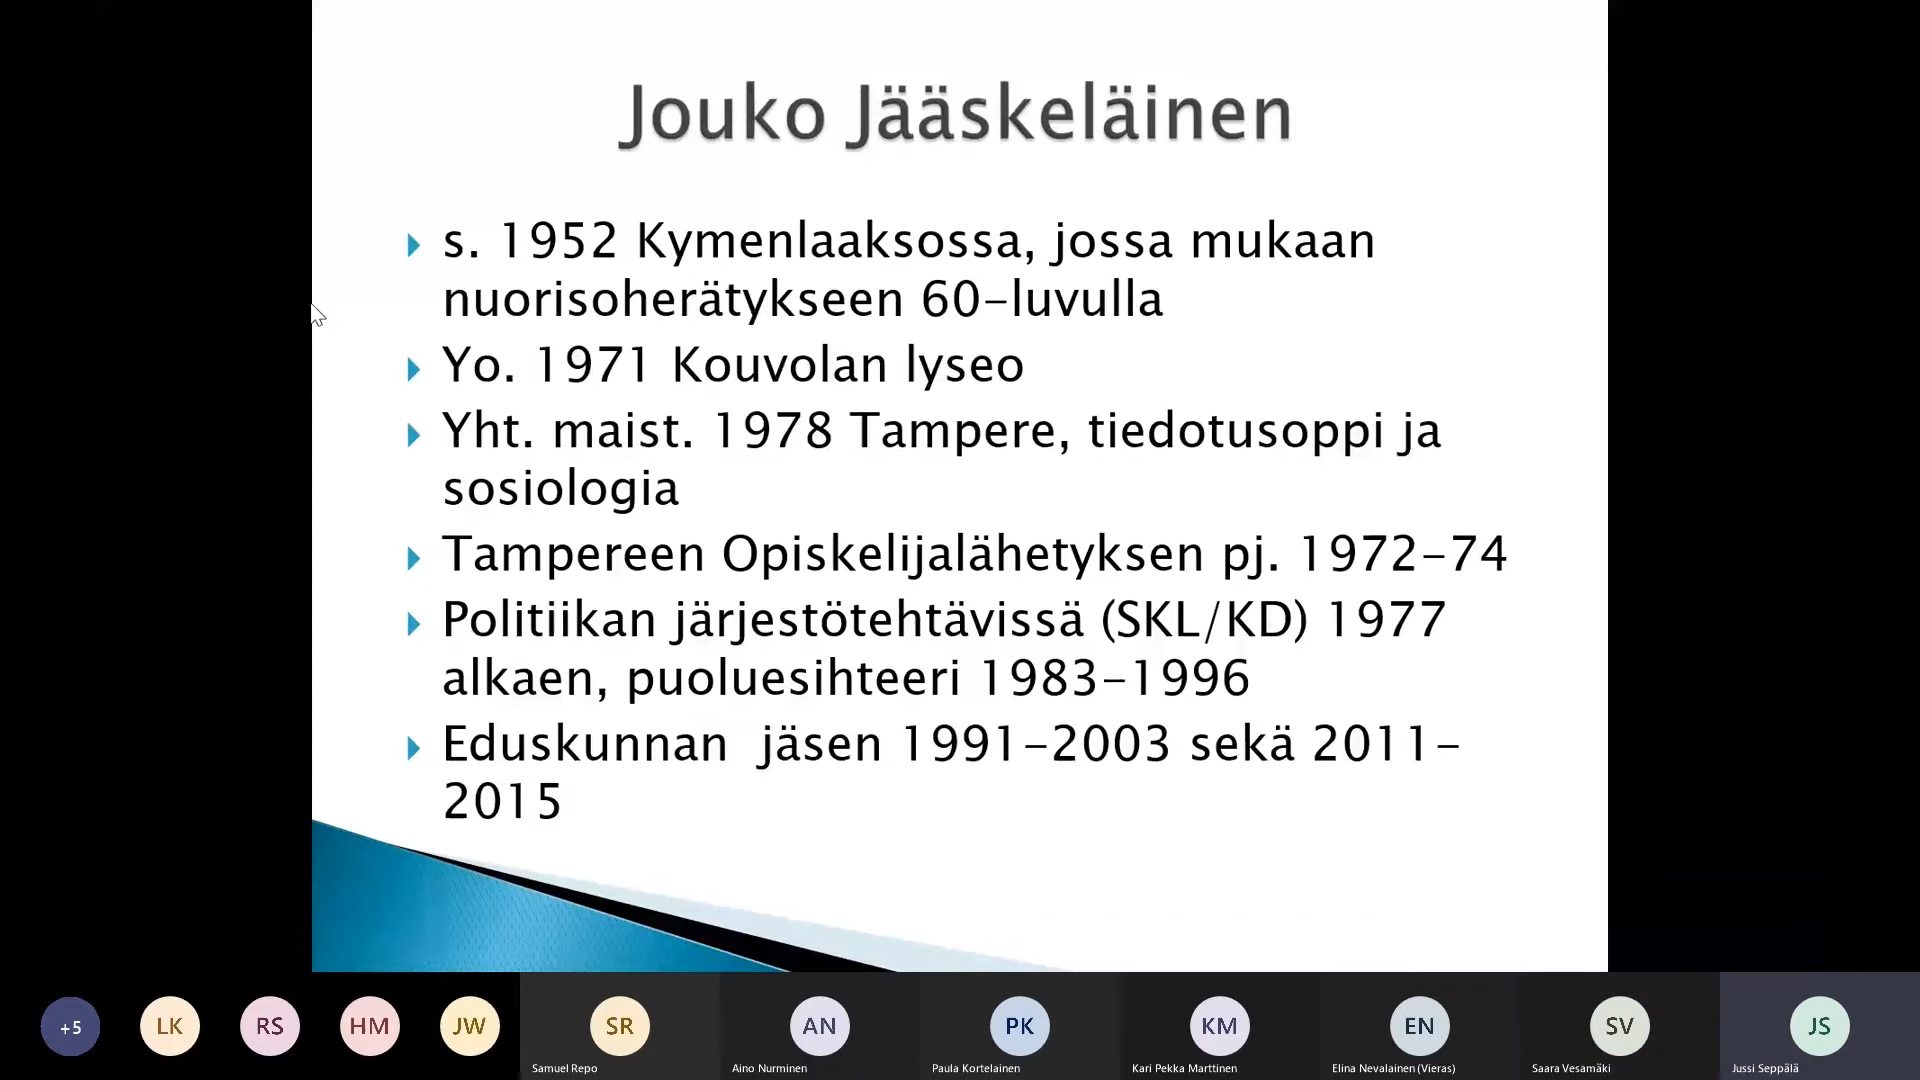 Jouko Jääskeläinen
s. 1952 Kymenlaaksossa, jossa mukaan
nuorisoherätykseen 60-luvulla
Yo. 1971 Kouvolan lyseo
Yht. maist. 1978 Tampere, tiedotusoppi ja
sosiologia
Tampereen Opiskelijalähetyksen pj. 1972-74
Politiikan järjestötehtävissä (SKL/KD) 1977
alkaen, puoluesihteeri 1983-1996
Eduskunnan  jäsen 1991-2003 sekä 2011-
2015
+5 LK RS HM JW SR AN PK KM EN SV JS
Samuel Repo Aino Nurminen Paula Kortelainen Kari Pekka Marttinen Elina Nevalainen (Vieras) Saara Vesamäki Jussi Seppälä